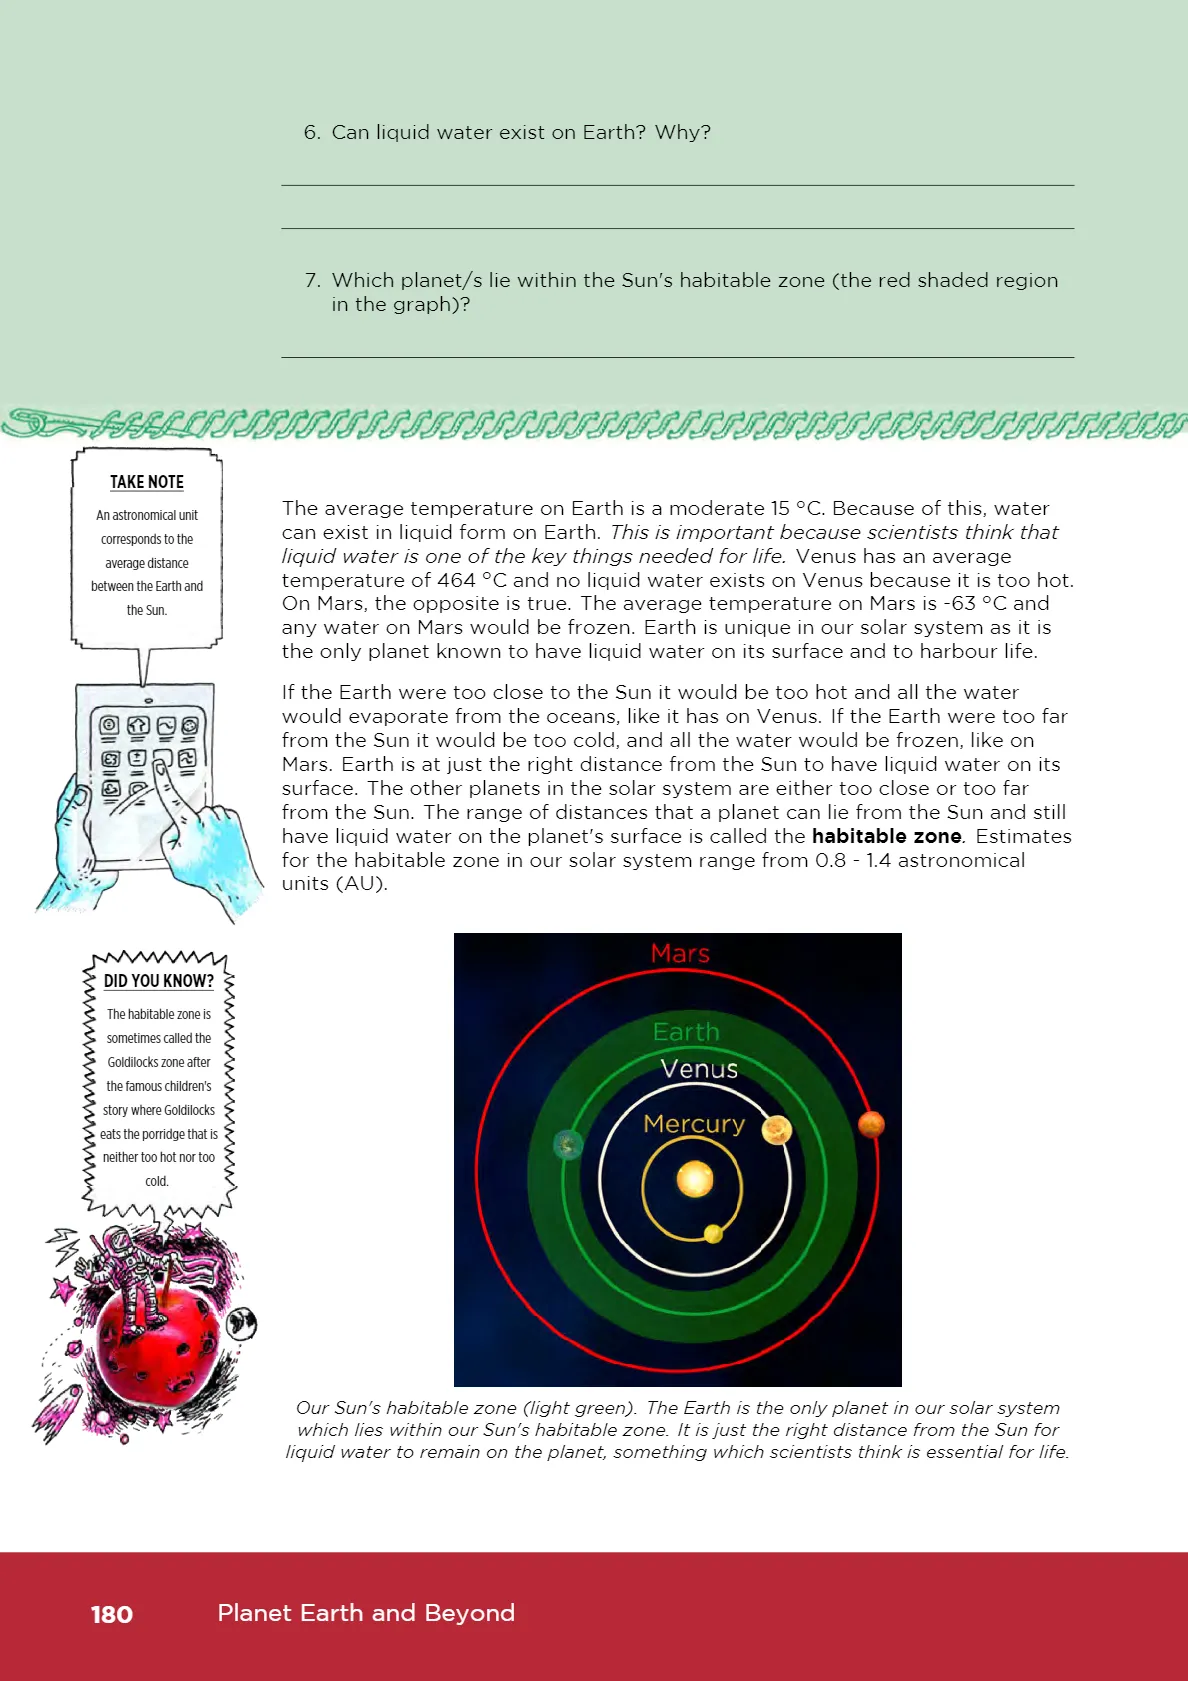 6. Can liquid water exist on Earth? Why?
7. Which planet/s lie within the Sun's habitable zone (the red shaded region
in the graph)?
TAKE NOTE
An astronomical unit
corresponds to the
average distance
between the Earth and
the Sun.
The average temperature on Earth is a moderate 15 °C. Because of this, water
can exist in liquid form on Earth. This is important because scientists think that
liquid water is one of the key things needed for life. Venus has an average
temperature of 464 °C and no liquid water exists on Venus because it is too hot.
On Mars, the opposite is true. The average temperature on Mars is -63 °C and
any water on Mars would be frozen. Earth is unique in our solar system as it is
the only planet known to have liquid water on its surface and to harbour life.
If the Earth were too close to the Sun it would be too hot and all the water
would evaporate from the oceans, like it has on Venus. If the Earth were too far
from the Sun it would be too cold, and all the water would be frozen, like on
Mars. Earth is at just the right distance from the Sun to have liquid water on its
surface. The other planets in the solar system are either too close or too far
from the Sun. The range of distances that a planet can lie from the Sun and still
have liquid water on the planet's surface is called the habitable zone. Estimates
for the habitable zone in our solar system range from 0.8 - 1.4 astronomical
units (AU).
DID YOU KNOW?
The habitable zone is
sometimes called the
Goldilocks zone after
the famous children's
story where Goldilocks
eats the porridge that is
neither too hot nor too
cold.
Mars
Earth
Venus
Mercury
Our Sun's habitable zone (light green). The Earth is the only planet in our solar system
which lies within our Sun's habitable zone. It is just the right distance from the Sun for
liquid water to remain on the planet, something which scientists think is essential for life.
180 Planet Earth and Beyond